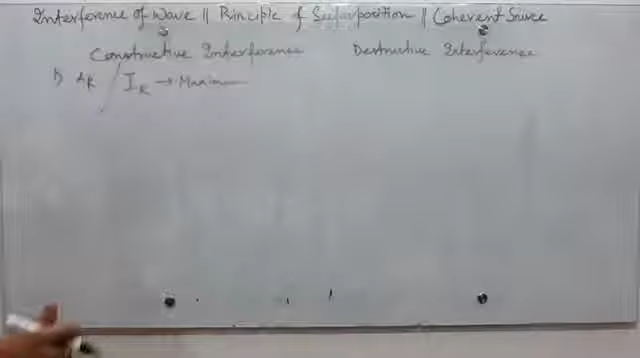 Interference of Wave || Principle of Superposition || Coherent Source
Constructive Interference Destructive Interference
1) AR / IR → Maximum